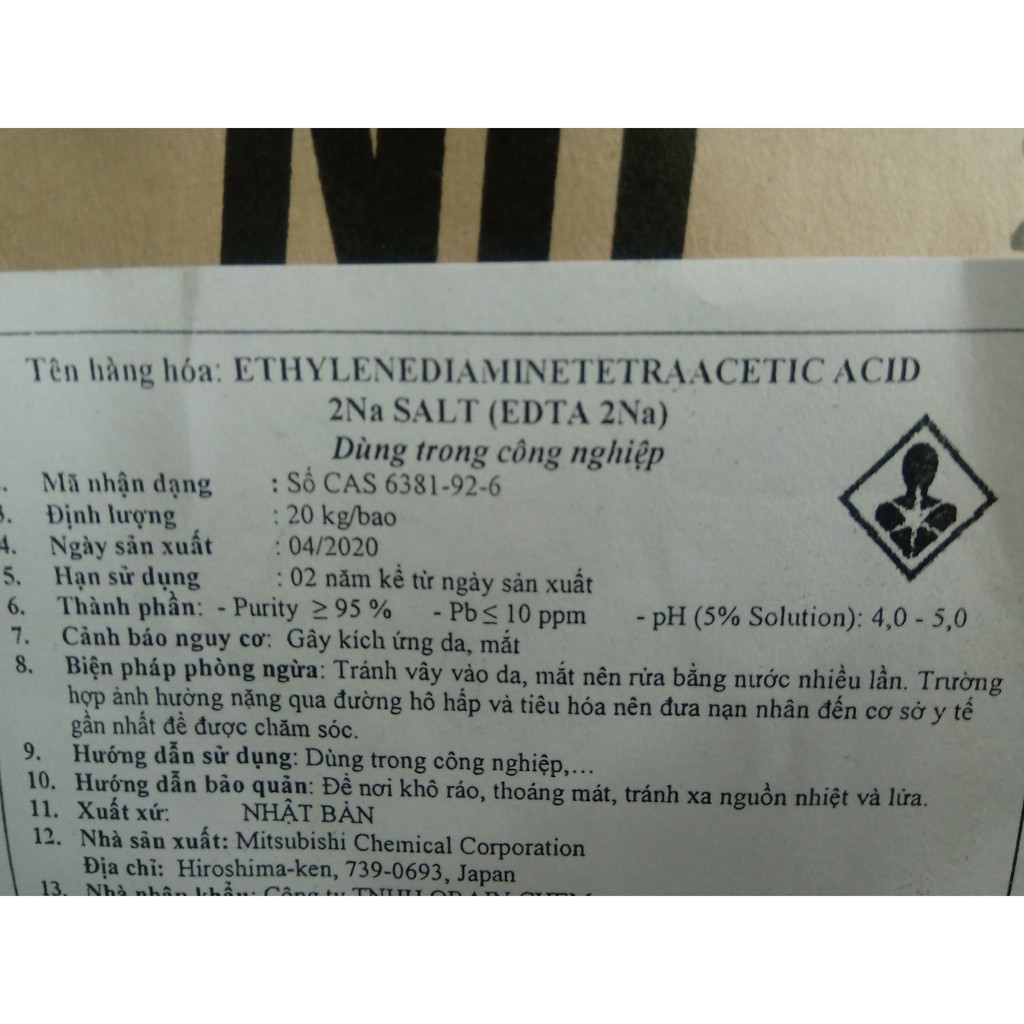 Tên hàng hóa: ETHYLENEDIAMINETETRAACETIC ACID
2Na SALT (EDTA 2Na)
Dùng trong công nghiệp
Mã nhận dạng : Số CAS 6381-92-6
3. Định lượng : 20 kg/bao
4. Ngày sản xuất : 04/2020
5. Hạn sử dụng : 02 năm kể từ ngày sản xuất
6. Thành phần: - Purity ≥ 95 % - Pb ≤ 10 ppm - pH (5% Solution): 4,0 - 5,0
7. Cảnh báo nguy cơ: Gây kích ứng da, mắt
8. Biện pháp phòng ngừa: Tránh vây vào da, mắt nên rửa bằng nước nhiều lần. Trường
hợp ảnh hưởng nặng qua đường hô hấp và tiêu hóa nên đưa nạn nhân đến cơ sở y tế
gần nhất để được chăm sóc.
9. Hướng dẫn sử dụng: Dùng trong công nghiệp,...
10. Hướng dẫn bảo quản: Để nơi khô ráo, thoáng mát, tránh xa nguồn nhiệt và lửa.
11. Xuất xứ: NHẬT BẢN
12. Nhà sản xuất: Mitsubishi Chemical Corporation
Địa chỉ: Hiroshima-ken, 739-0693, Japan
13. Nhà nhập khẩu: Công ty TNHH